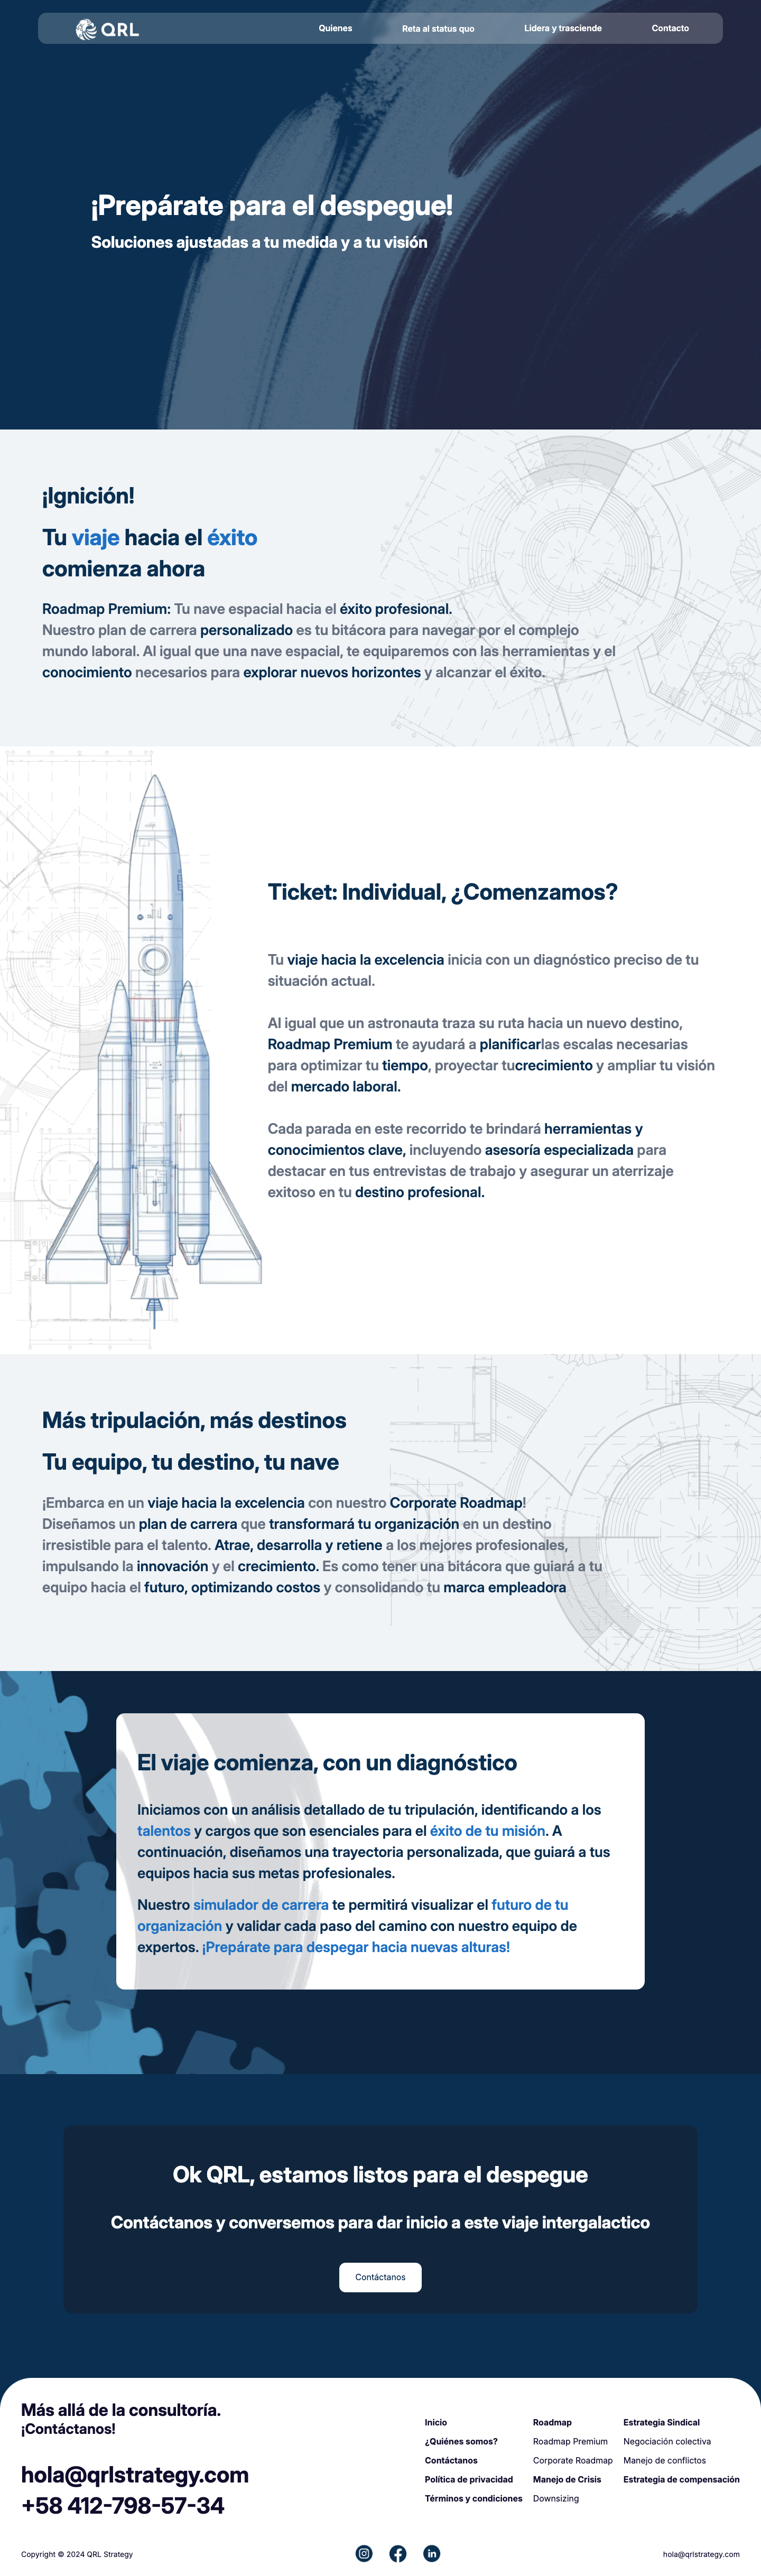 QRL
Quienes
Reta al status quo
Lidera y trasciende
Contacto
¡Prepárate para el despegue!
Soluciones ajustadas a tu medida y a tu visión
¡Ignición!
Tu viaje hacia el éxito
comienza ahora
Roadmap Premium: Tu nave espacial hacia el éxito profesional.
Nuestro plan de carrera personalizado es tu bitácora para navegar por el complejo
mundo laboral. Al igual que una nave espacial, te equiparemos con las herramientas y el
conocimiento necesarios para explorar nuevos horizontes y alcanzar el éxito.
Ticket: Individual, ¿Comenzamos?
Tu viaje hacia la excelencia inicia con un diagnóstico preciso de tu
situación actual.
Al igual que un astronauta traza su ruta hacia un nuevo destino,
Roadmap Premium te ayudará a planificarlas escalas necesarias
para optimizar tu tiempo, proyectar tucrecimiento y ampliar tu visión
del mercado laboral.
Cada parada en este recorrido te brindará herramientas y
conocimientos clave, incluyendo asesoría especializada para
destacar en tus entrevistas de trabajo y asegurar un aterrizaje
exitoso en tu destino profesional.
Más tripulación, más destinos
Tu equipo, tu destino, tu nave
¡Embarca en un viaje hacia la excelencia con nuestro Corporate Roadmap!
Diseñamos un plan de carrera que transformará tu organización en un destino
irresistible para el talento. Atrae, desarrolla y retiene a los mejores profesionales,
impulsando la innovación y el crecimiento. Es como tener una bitácora que guiará a tu
equipo hacia el futuro, optimizando costos y consolidando tu marca empleadora
El viaje comienza, con un diagnóstico
Iniciamos con un análisis detallado de tu tripulación, identificando a los
talentos y cargos que son esenciales para el éxito de tu misión. A
continuación, diseñamos una trayectoria personalizada, que guiará a tus
equipos hacia sus metas profesionales.
Nuestro simulador de carrera te permitirá visualizar el futuro de tu
organización y validar cada paso del camino con nuestro equipo de
expertos. ¡Prepárate para despegar hacia nuevas alturas!
Ok QRL, estamos listos para el despegue
Contáctanos y conversemos para dar inicio a este viaje intergalactico
Contáctanos
Más allá de la consultoría.
¡Contáctanos!
hola@qrlstrategy.com
+58 412-798-57-34
Inicio
¿Quiénes somos?
Contáctanos
Política de privacidad
Términos y condiciones
Roadmap
Roadmap Premium
Corporate Roadmap
Manejo de Crisis
Downsizing
Estrategia Sindical
Negociación colectiva
Manejo de conflictos
Estrategia de compensación
Copyright © 2024 QRL Strategy
in
hola@qrlstrategy.com